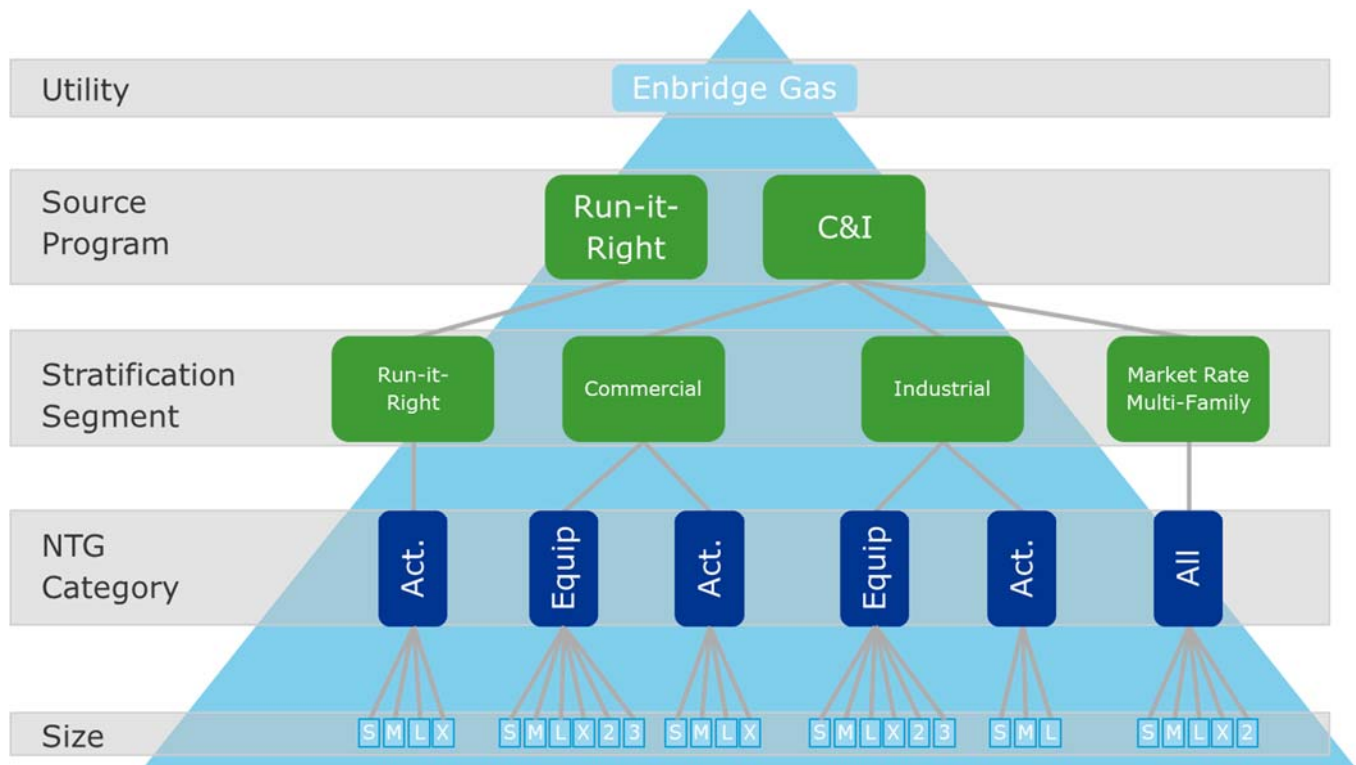 Utility
Enbridge Gas
Source
Program
Run-it-
Right
C&I
Stratification
Segment
Run-it-
Right
Commercial
Industrial
Market Rate
Multi-Family
NTG
Category
Act.
Equip
Act.
Equip
Act.
All
Size
S M L X
S M L X 2 3
S M L X
S M L X 2 3
S M L
S M L X 2